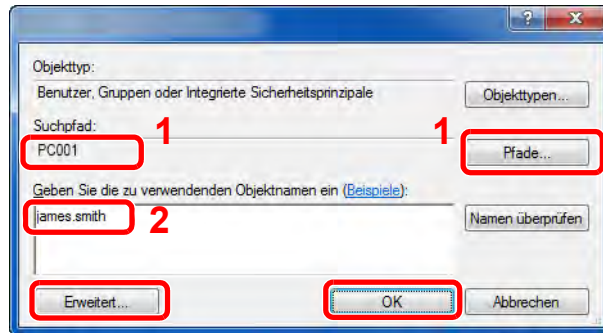 ?
X
Objekttyp:
Benutzer, Gruppen oder Integrierte Sicherheitsprinzipale
Objekttypen...
Suchpfad:
1
1
PC001
Pfade...
Geben Sie die zu verwendenden Objektnamen ein (Beispiele):
james.smith
2
Namen überprüfen
Erweitert...
OK
Abbrechen